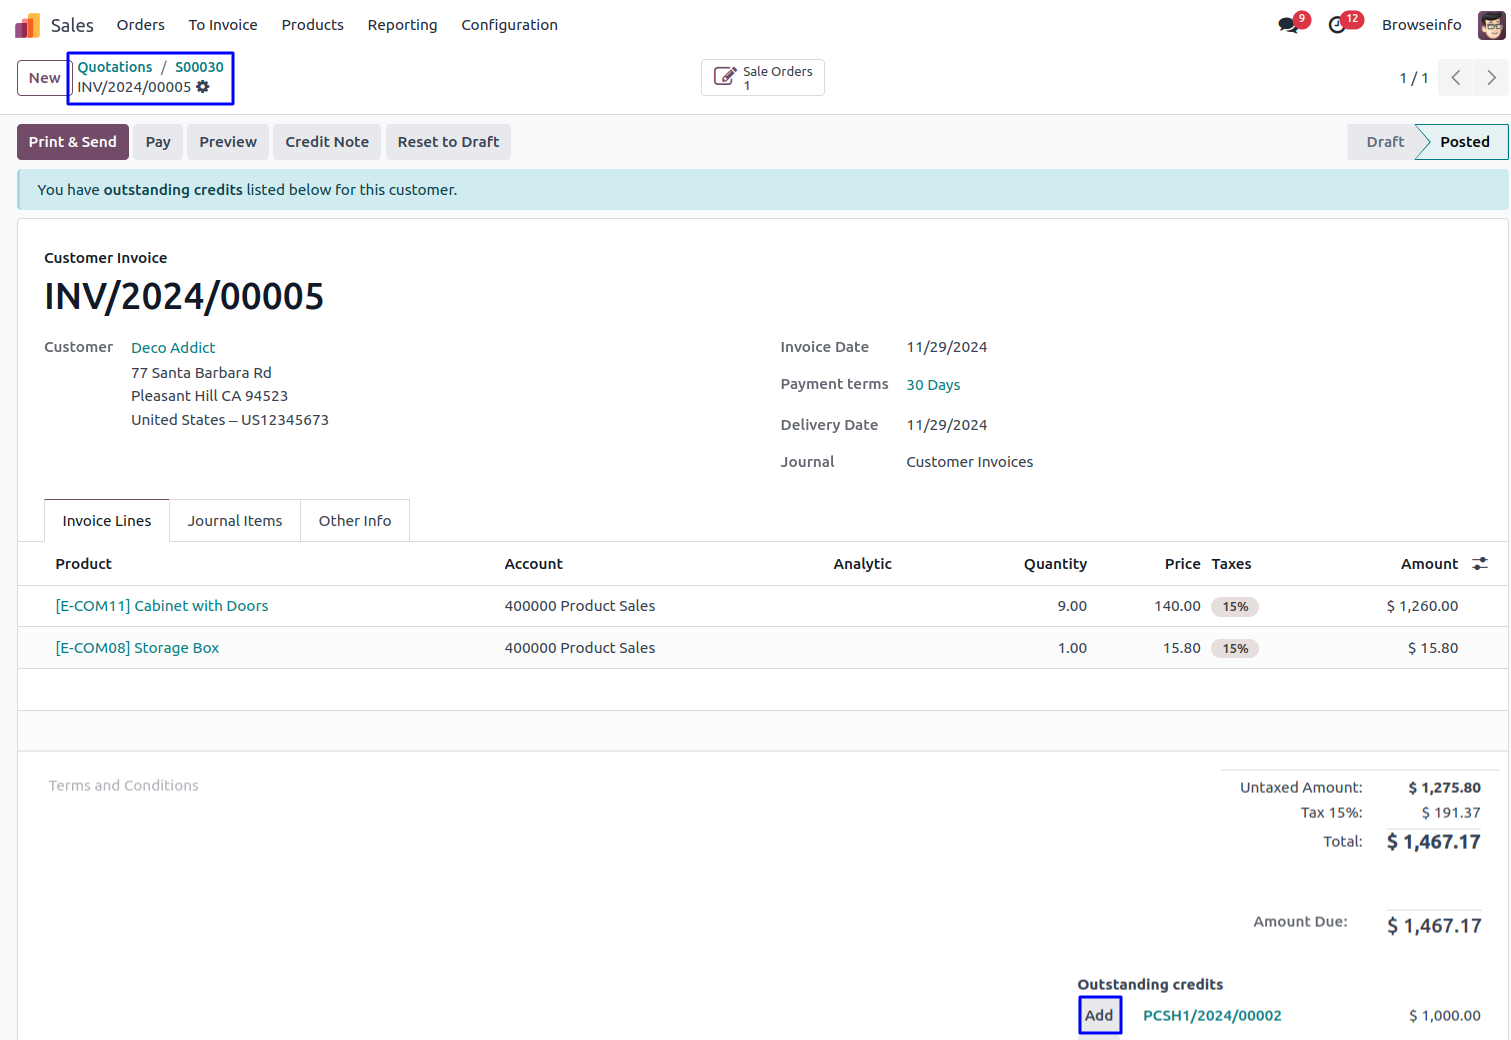 Sales Orders To Invoice Products Reporting Configuration 9 12 Browseinfo
New Quotations / S00030
INV/2024/00005
Sale Orders
1
1 / 1
Print & Send Pay Preview Credit Note Reset to Draft Draft Posted
You have outstanding credits listed below for this customer.
Customer Invoice
INV/2024/00005
Customer Deco Addict
77 Santa Barbara Rd
Pleasant Hill CA 94523
United States – US12345673
Invoice Date 11/29/2024
Payment terms 30 Days
Delivery Date 11/29/2024
Journal Customer Invoices
Invoice Lines Journal Items Other Info
Product Account Analytic Quantity Price Taxes Amount
[E-COM11] Cabinet with Doors 400000 Product Sales 9.00 140.00 15% $ 1,260.00
[E-COM08] Storage Box 400000 Product Sales 1.00 15.80 15% $ 15.80
Terms and Conditions
Untaxed Amount: $ 1,275.80
Tax 15%: $ 191.37
Total: $ 1,467.17
Amount Due: $ 1,467.17
Outstanding credits
Add PCSH1/2024/00002 $ 1,000.00